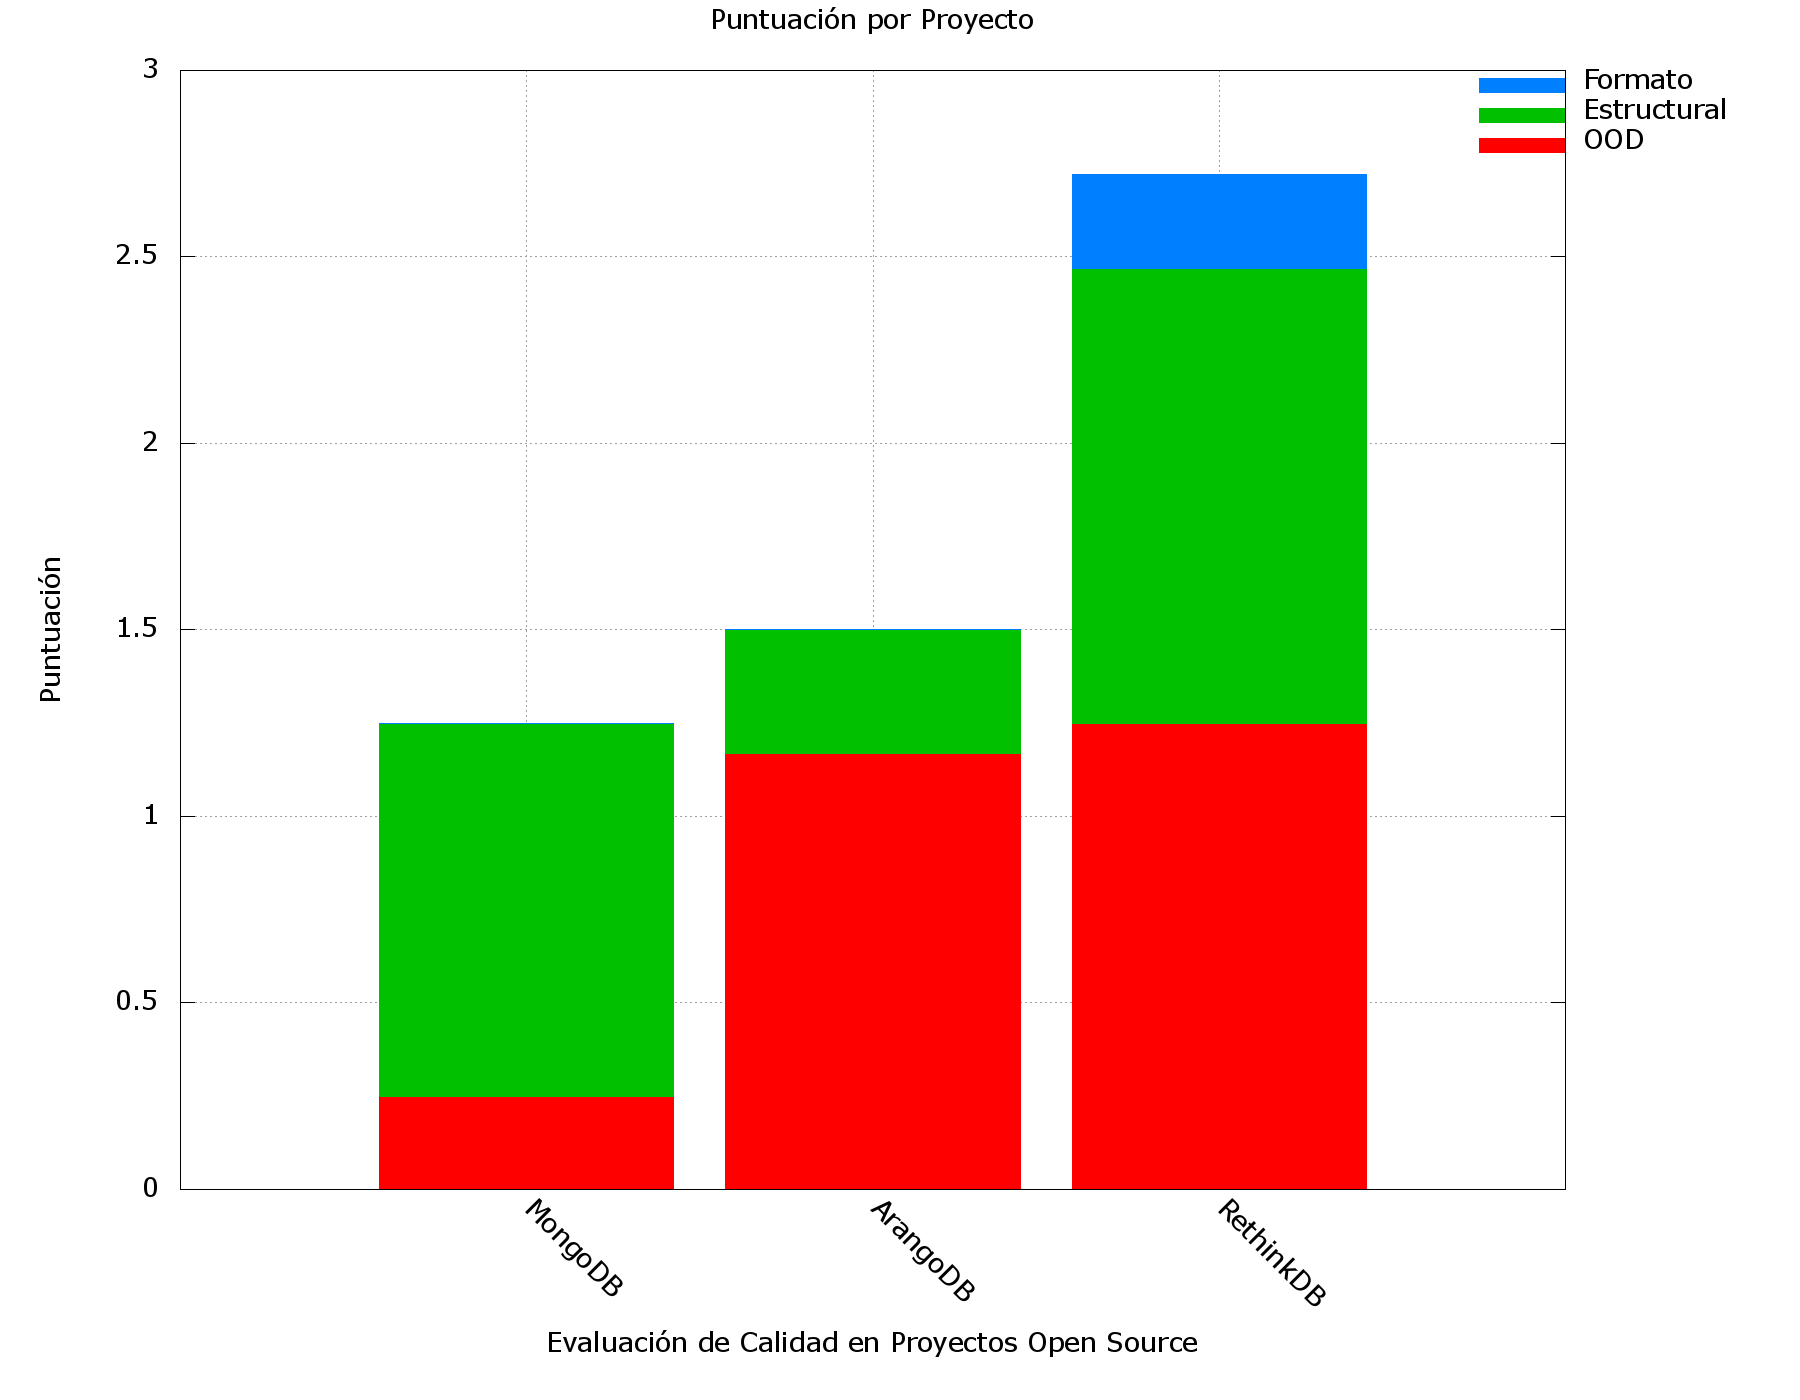 Puntuación por Proyecto
Formato
Estructural
OOD
3
2.5
2
1.5
1
0.5
0
Puntuación
MongoDB
ArangoDB
RethinkDB
Evaluación de Calidad en Proyectos Open Source